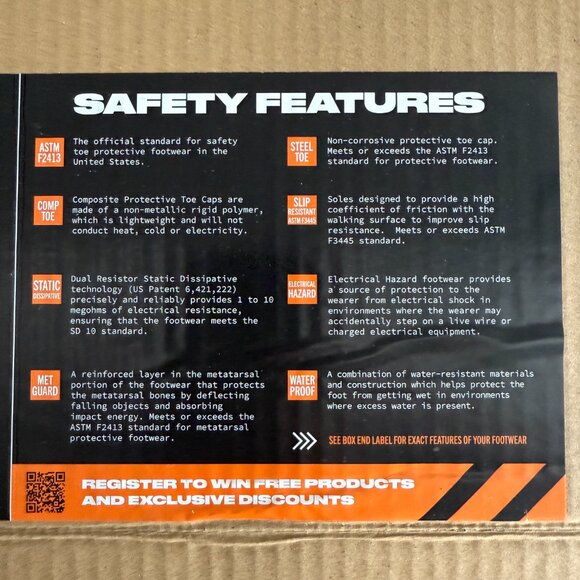 SAFETY FEATURES
ASTM
F2413
The official standard for safety
toe protective footwear in the
United States.
STEEL
TOE
Non-corrosive protective toe cap.
Meets or exceeds the ASTM F2413
standard for protective footwear.
COMP
TOE
Composite Protective Toe Caps are
made of a non-metallic rigid polymer,
which is lightweight and will not
conduct heat, cold or electricity.
SLIP
RESISTANT
ASTM F3445
Soles designed to provide a high
coefficient of friction with the
walking surface to improve slip
resistance. Meets or exceeds ASTM
F3445 standard.
STATIC
DISSIPATIVE
Dual Resistor Static Dissipative
technology (US Patent 6,421,222)
precisely and reliably provides 1 to 10
megohms of electrical resistance,
ensuring that the footwear meets the
SD 10 standard.
ELECTRICAL
HAZARD
Electrical Hazard footwear provides
a source of protection to the
wearer from electrical shock in
environments where the wearer may
accidentally step on a live wire or
charged electrical equipment.
MET
GUARD
A reinforced layer in the metatarsal
portion of the footwear that protects
the metatarsal bones by deflecting
falling objects and absorbing
impact energy. Meets or exceeds the
ASTM F2413 standard for metatarsal
protective footwear.
WATER
PROOF
A combination of water-resistant materials
and construction which helps protect the
foot from getting wet in environments
where excess water is present.
SEE BOX END LABEL FOR EXACT FEATURES OF YOUR FOOTWEAR
REGISTER TO WIN FREE PRODUCTS
AND EXCLUSIVE DISCOUNTS